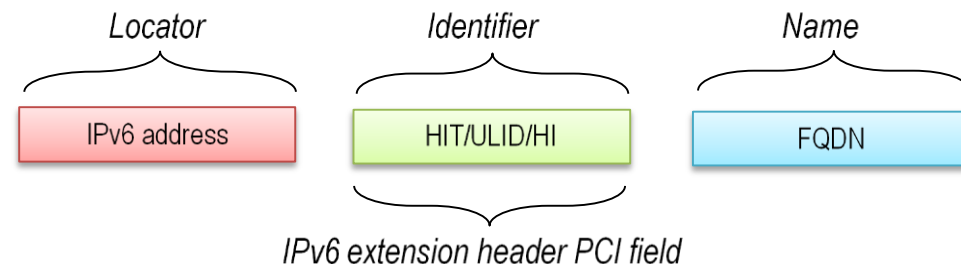 Locator Identifier Name
IPv6 address HIT/ULID/HI FQDN
IPv6 extension header PCI field